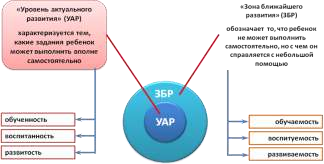 «Уровень актуального
развития» (УАР)
характеризуется тем,
какие задания ребенок
может выполнить вполне
самостоятельно
«Зона ближайшего
развития» (ЗБР)
обозначает то, что ребенок
не может выполнить
самостоятельно, но с чем он
справляется с небольшой
помощью
ЗБР
УАР
обученность
воспитанность
развитость
обучаемость
воспитуемость
развиваемость